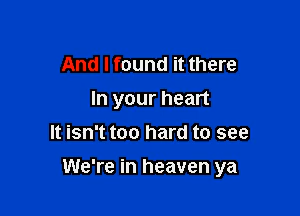 And I found it there
In your heart
It isn't too hard to see
We're in heaven ya